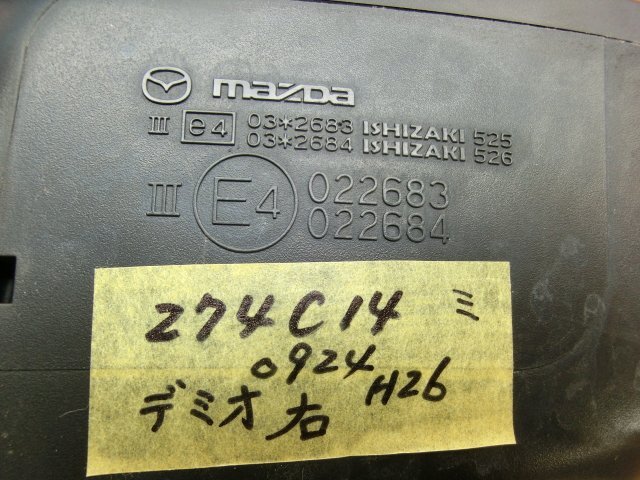 mazda
III e4 03*2683 ISHIZAKI 525
03*2684 ISHIZAKI 526
III E4 022683
022684
274C14 ミ
0924
デミオ 右 H26